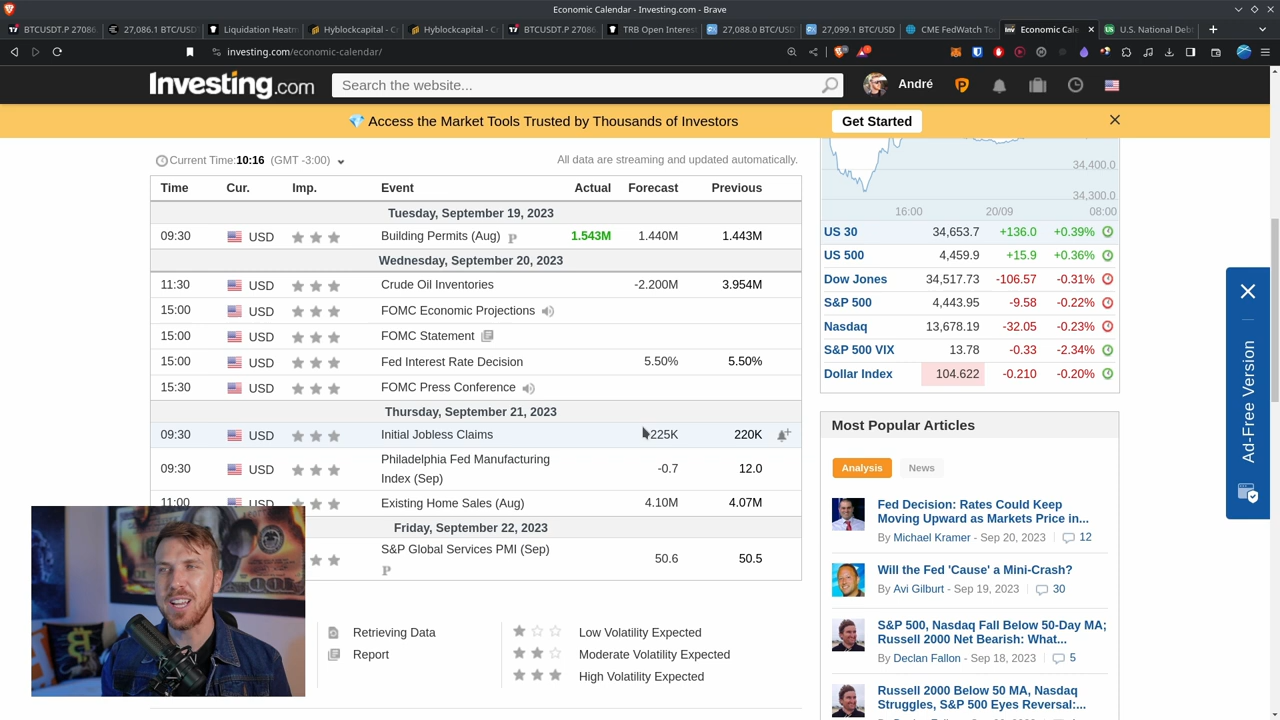 Economic Calendar - Investing.com - Brave
BTCUSDT.P 27086
27,086.1 BTC/USD
Liquidation Heatm
Hyblockcapital - C
Hyblockcapital - C
BTCUSDT.P 27086
TRB Open Interest
27,088.0 BTC/USD
27,099.1 BTC/USD
CME FedWatch To
Economic Cale
U.S. National Deb
investing.com/economic-calendar/
Investing.com
Search the website...
André
Access the Market Tools Trusted by Thousands of Investors
Get Started
Current Time:10:16 (GMT -3:00)
All data are streaming and updated automatically.
Time Cur. Imp. Event Actual Forecast Previous
Tuesday, September 19, 2023
09:30 USD Building Permits (Aug) P 1.543M 1.440M 1.443M
Wednesday, September 20, 2023
11:30 USD Crude Oil Inventories -2.200M 3.954M
15:00 USD FOMC Economic Projections
15:00 USD FOMC Statement
15:00 USD Fed Interest Rate Decision 5.50% 5.50%
15:30 USD FOMC Press Conference
Thursday, September 21, 2023
09:30 USD Initial Jobless Claims 225K 220K
09:30 USD Philadelphia Fed Manufacturing
Index (Sep) -0.7 12.0
11:00 USD Existing Home Sales (Aug) 4.10M 4.07M
Friday, September 22, 2023
S&P Global Services PMI (Sep) 50.6 50.5
P
Retrieving Data
Report
Low Volatility Expected
Moderate Volatility Expected
High Volatility Expected
34,400.0
34,300.0
16:00 20/09 08:00
US 30 34,653.7 +136.0 +0.39%
US 500 4,459.9 +15.9 +0.36%
Dow Jones 34,517.73 -106.57 -0.31%
S&P 500 4,443.95 -9.58 -0.22%
Nasdaq 13,678.19 -32.05 -0.23%
S&P 500 VIX 13.78 -0.33 -2.34%
Dollar Index 104.622 -0.210 -0.20%
Most Popular Articles
Analysis News
Fed Decision: Rates Could Keep
Moving Upward as Markets Price in...
By Michael Kramer - Sep 20, 2023 12
Will the Fed 'Cause' a Mini-Crash?
By Avi Gilburt - Sep 19, 2023 30
S&P 500, Nasdaq Fall Below 50-Day MA;
Russell 2000 Net Bearish: What...
By Declan Fallon - Sep 18, 2023 5
Russell 2000 Below 50 MA, Nasdaq
Struggles, S&P 500 Eyes Reversal:...
Ad-Free Version